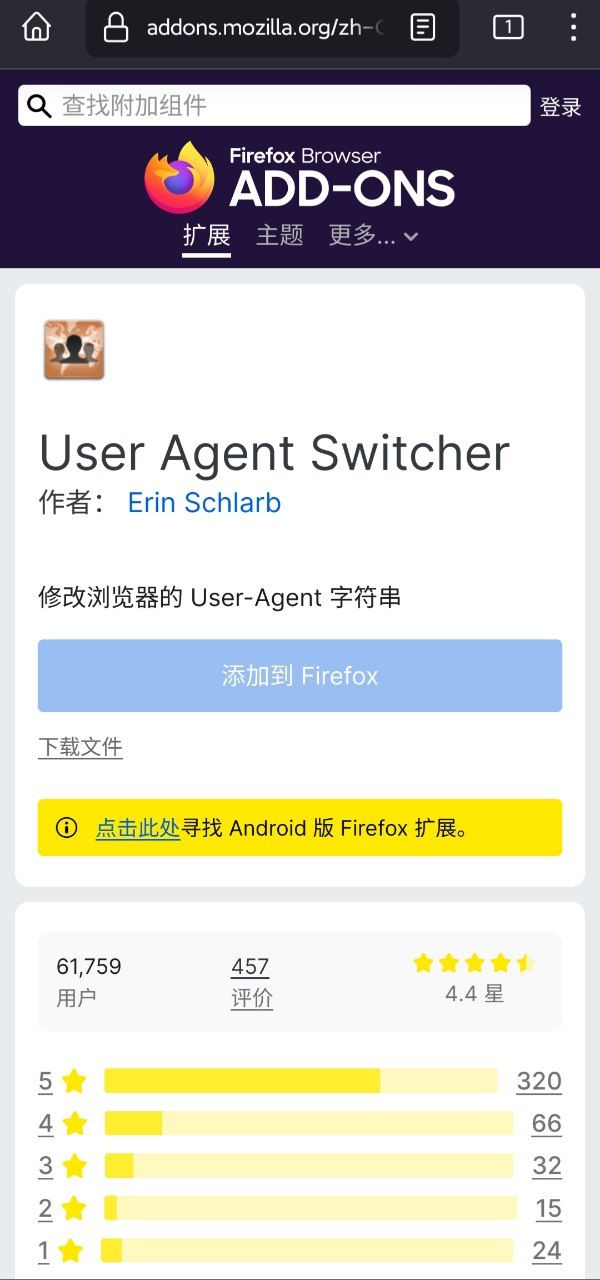 addons.mozilla.org/zh-C
1
查找附加组件
登录
Firefox Browser
ADD-ONS
扩展 主题 更多...
User Agent Switcher
作者： Erin Schlarb
修改浏览器的 User-Agent 字符串
添加到 Firefox
下载文件
点击此处寻找 Android 版 Firefox 扩展。
61,759
用户
457
评价
4.4 星
5 320
4 66
3 32
2 15
1 24